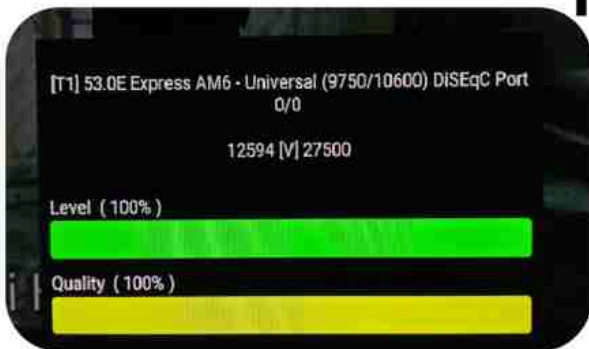 [T1] 53.0E Express AM6 - Universal (9750/10600) DiSEqC Port
0/0
12594 [V] 27500
Level ( 100% )
Quality ( 100% )